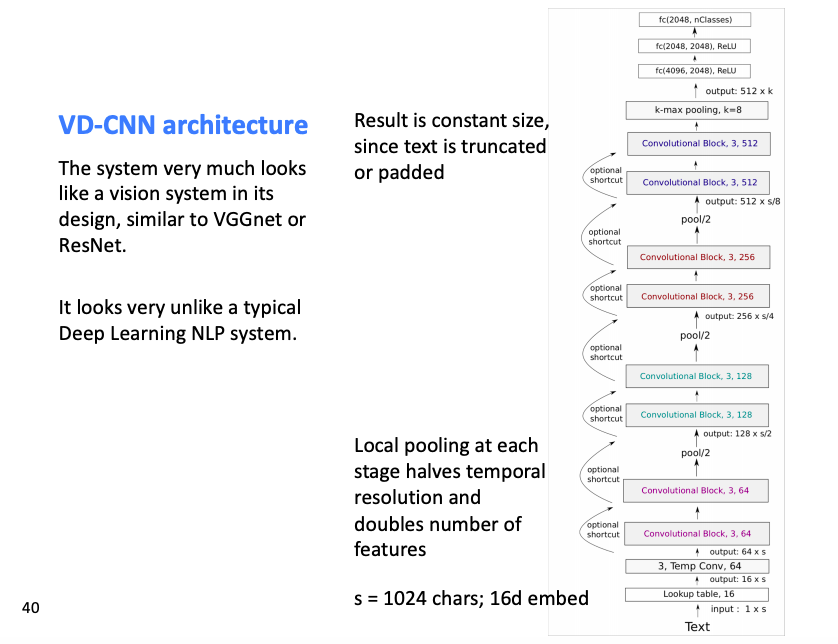 VD-CNN architecture
The system very much looks
like a vision system in its
design, similar to VGGnet or
ResNet.
It looks very unlike a typical
Deep Learning NLP system.
40
Result is constant size,
since text is truncated
or padded
Local pooling at each
stage halves temporal
resolution and
doubles number of
features
s = 1024 chars; 16d embed
fc(2048, nClasses)
fc(2048, 2048), ReLU
fc(4096, 2048), ReLU
output: 512 x k
k-max pooling, k=8
Convolutional Block, 3, 512
optional
shortcut
Convolutional Block, 3, 512
output: 512 x s/8
pool/2
optional
shortcut
Convolutional Block, 3, 256
optional
shortcut
Convolutional Block, 3, 256
output: 256 x s/4
pool/2
optional
shortcut
Convolutional Block, 3, 128
optional
shortcut
Convolutional Block, 3, 128
output: 128 x s/2
pool/2
optional
shortcut
Convolutional Block, 3, 64
optional
shortcut
Convolutional Block, 3, 64
output: 64 x s
3, Temp Conv, 64
output: 16 x s
Lookup table, 16
input : 1 x s
Text